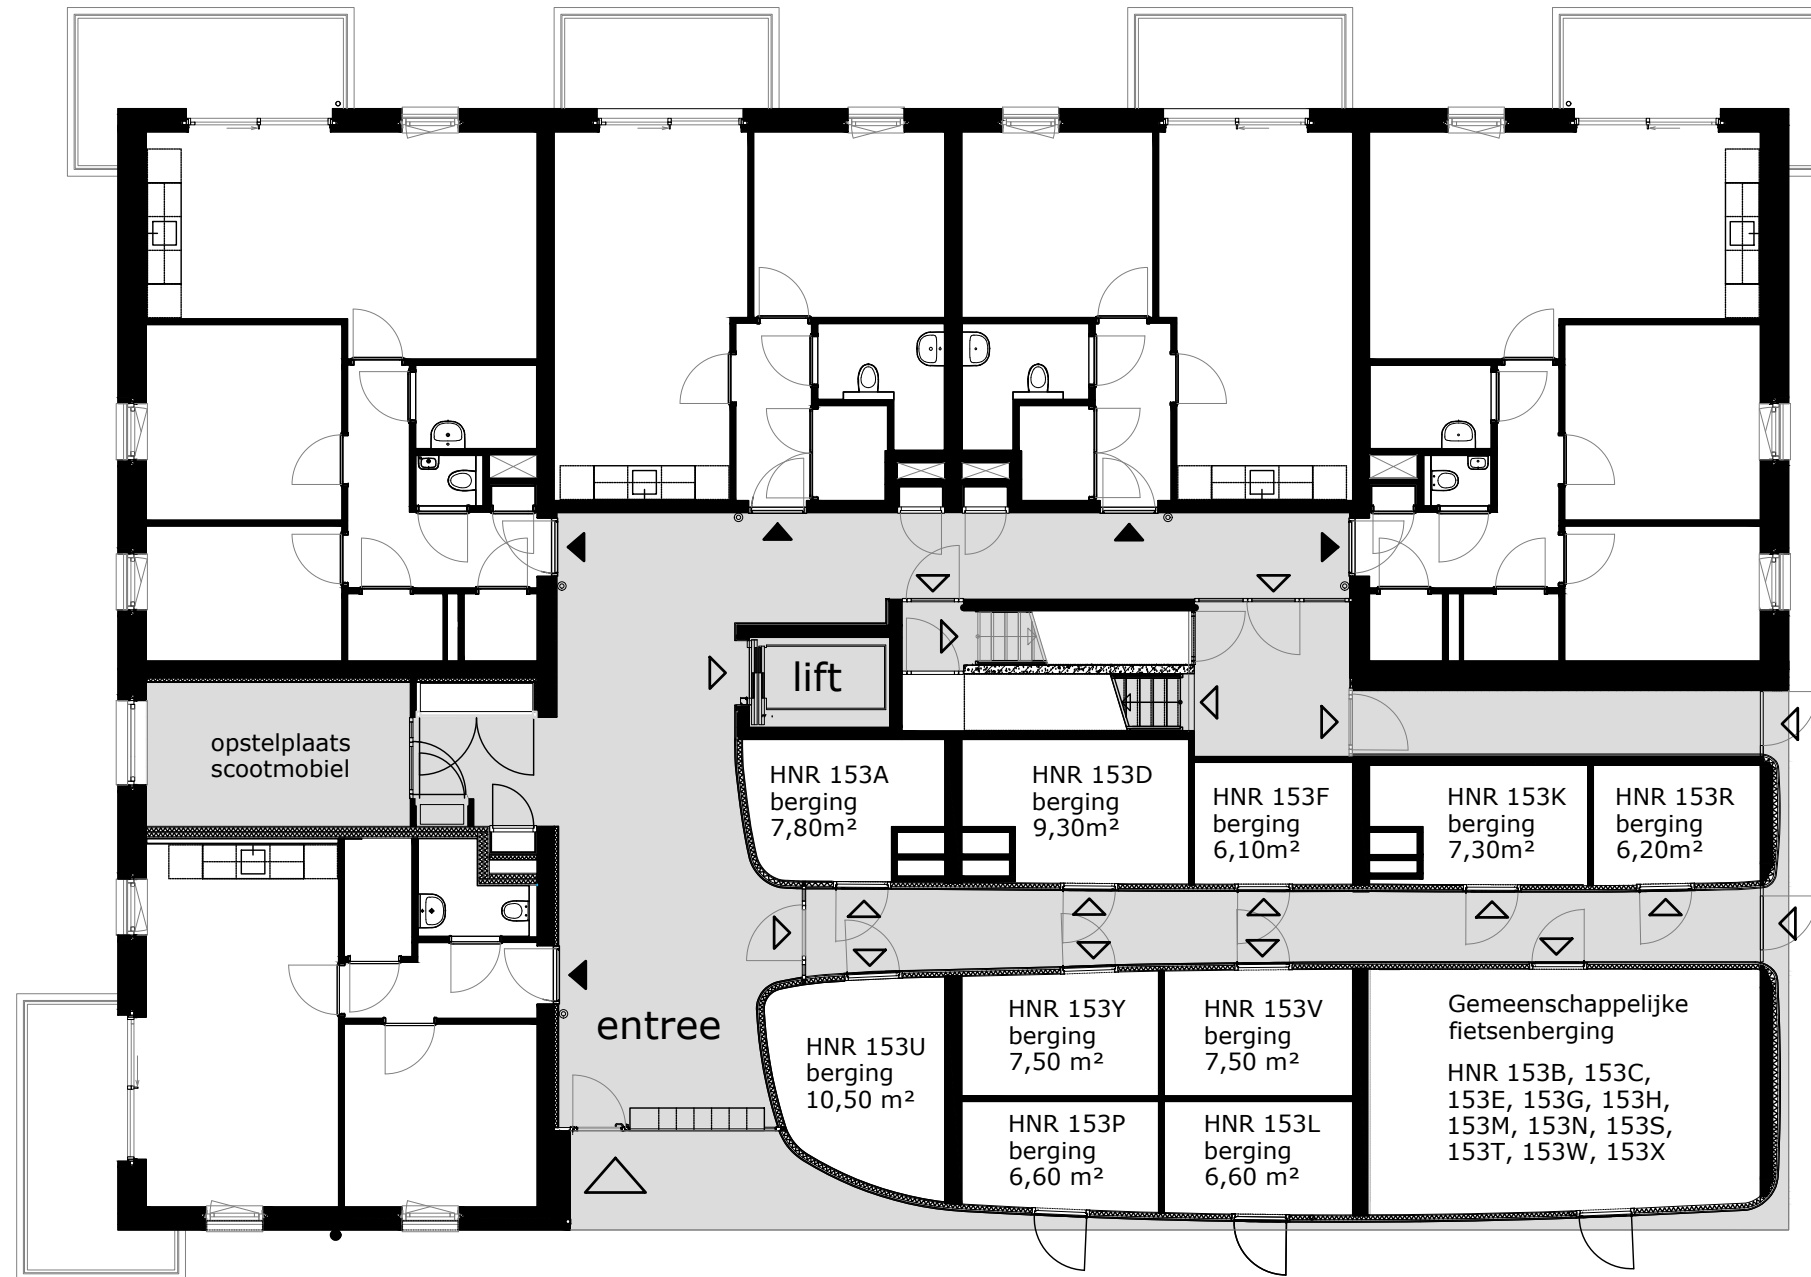 lift
opstelplaats
scootmobiel
HNR 153A
berging
7,80m²
HNR 153D
berging
9,30m²
HNR 153F
berging
6,10m²
HNR 153K
berging
7,30m²
HNR 153R
berging
6,20m²
entree
HNR 153U
berging
10,50 m²
HNR 153Y
berging
7,50 m²
HNR 153V
berging
7,50 m²
HNR 153P
berging
6,60 m²
HNR 153L
berging
6,60 m²
Gemeenschappelijke
fietsenberging
HNR 153B, 153C,
153E, 153G, 153H,
153M, 153N, 153S,
153T, 153W, 153X